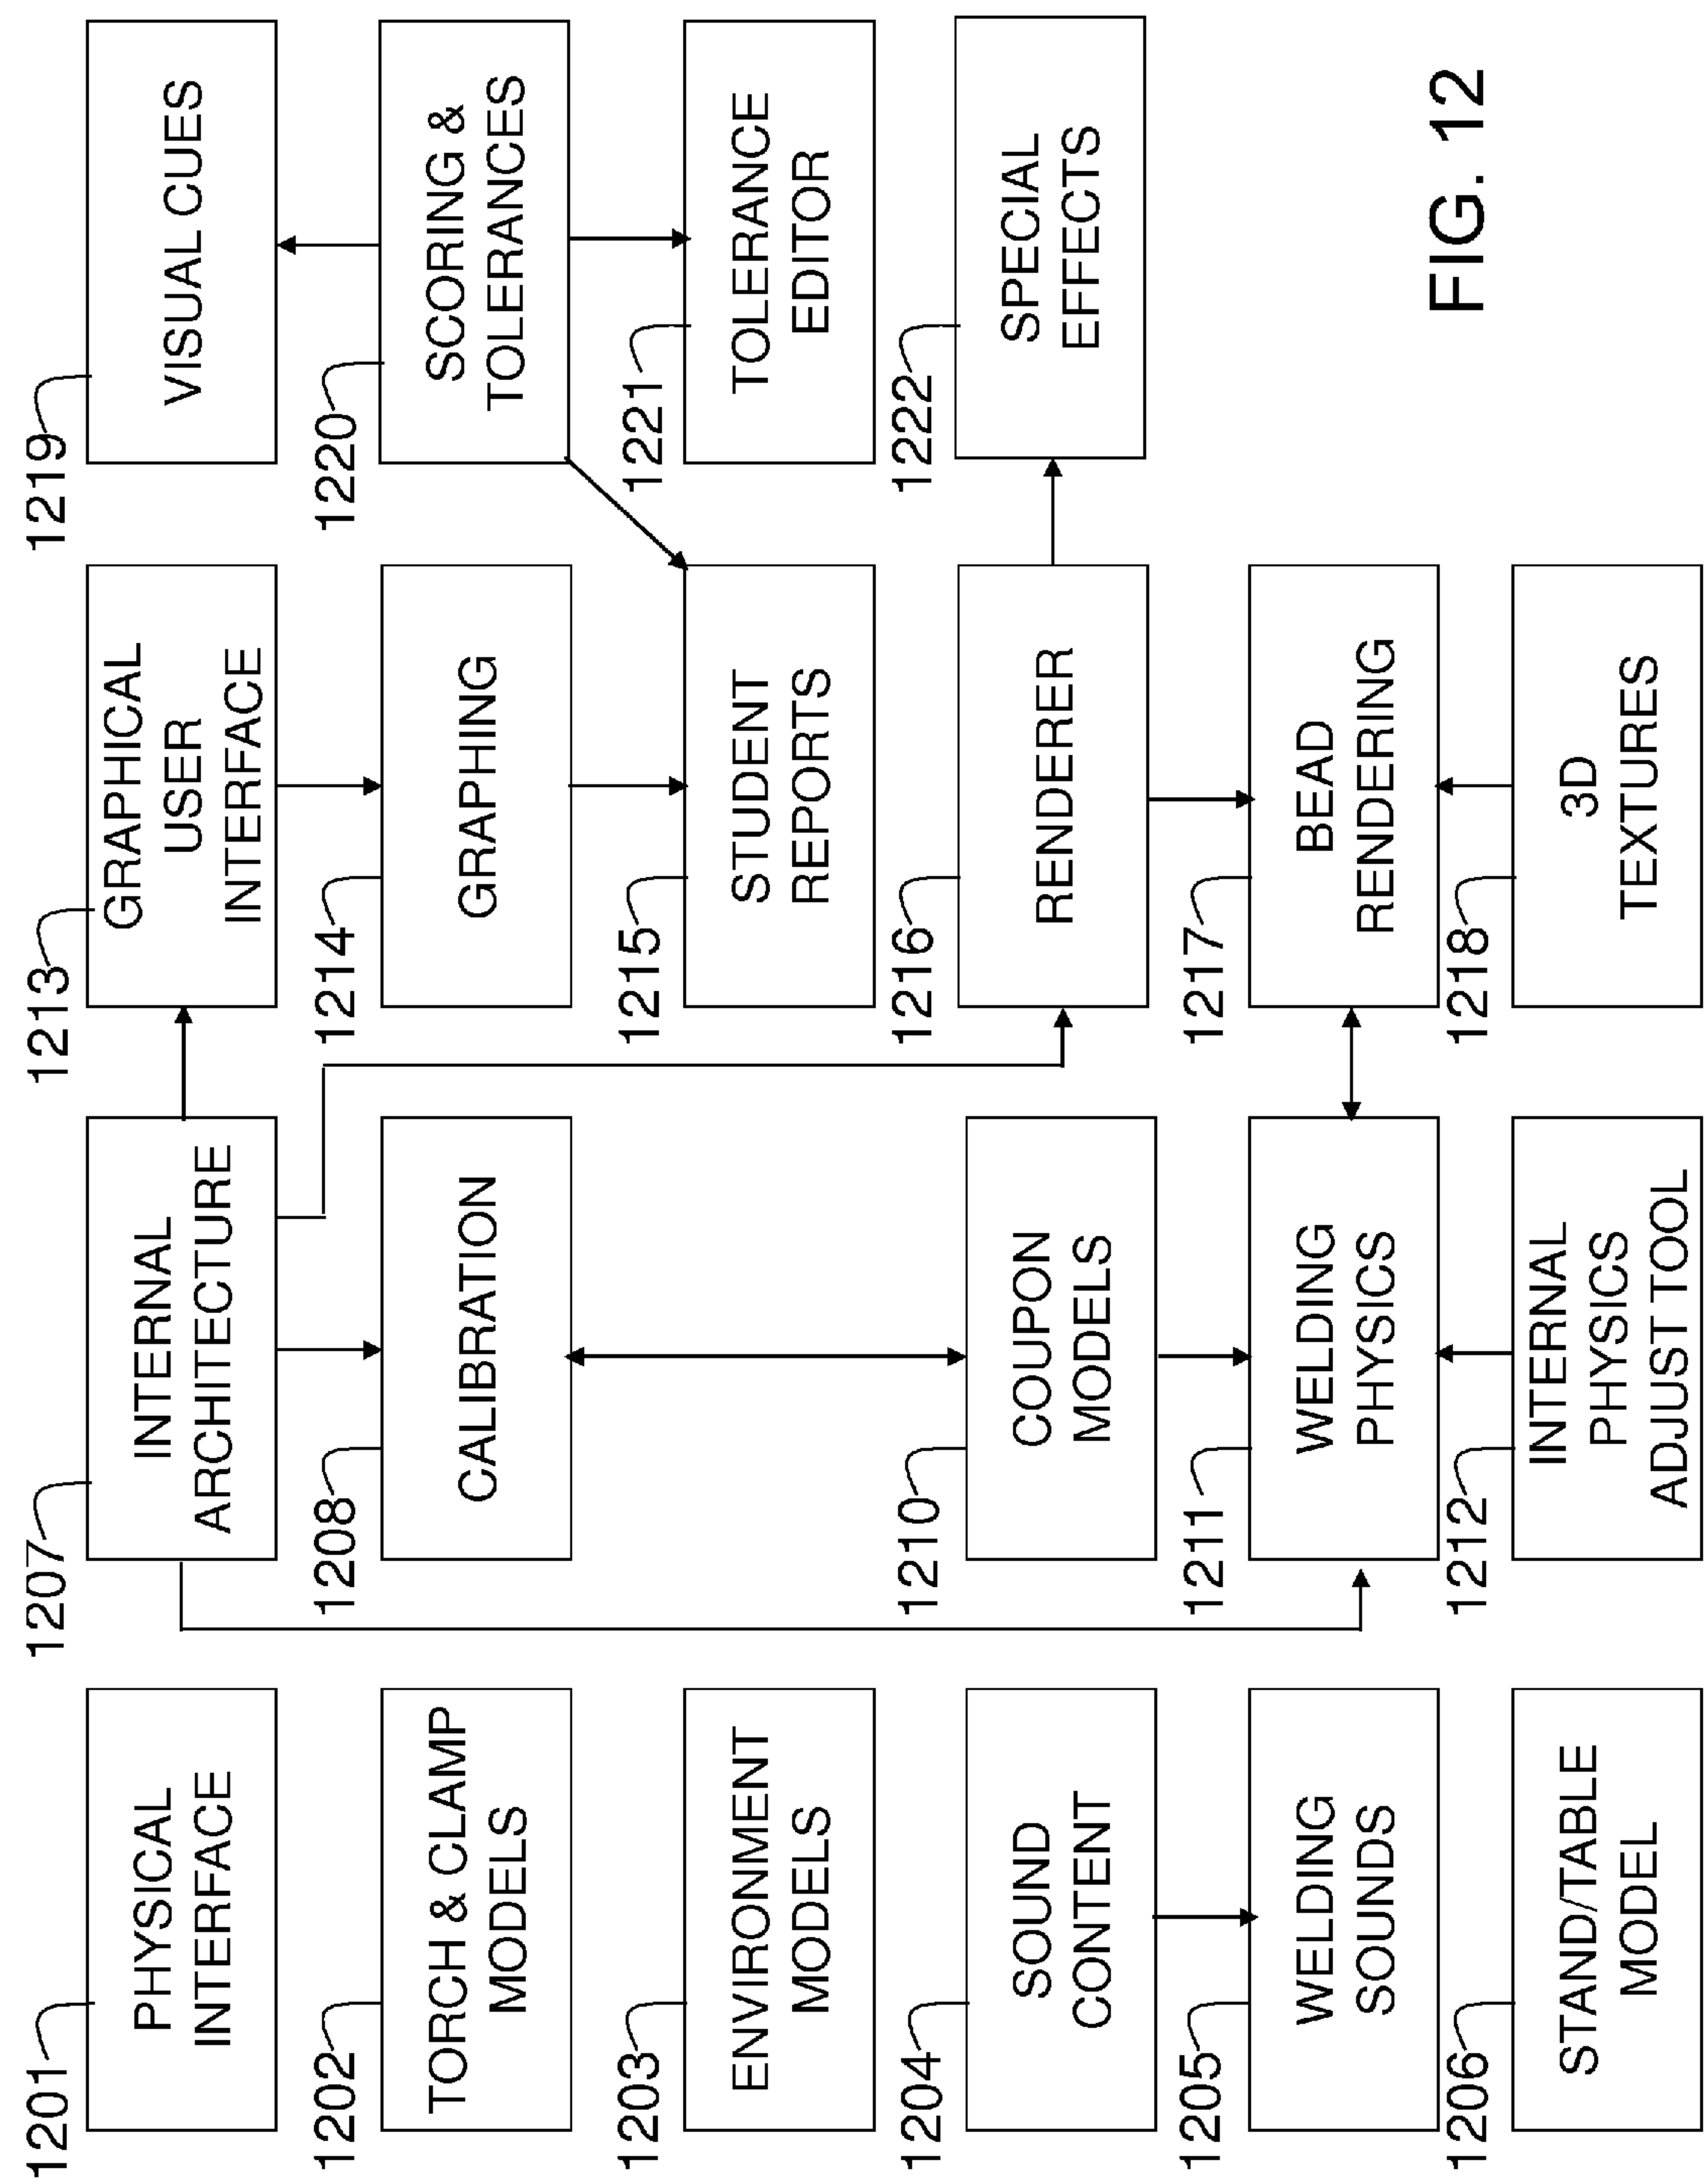 1201
PHYSICAL
INTERFACE
1202
TORCH & CLAMP
MODELS
1203
ENVIRONMENT
MODELS
1204
SOUND
CONTENT
1205
WELDING
SOUNDS
1206
STAND/TABLE
MODEL
1207
INTERNAL
ARCHITECTURE
1208
CALIBRATION
1210
COUPON
MODELS
1211
WELDING
PHYSICS
1212
INTERNAL
PHYSICS
ADJUST TOOL
1213
GRAPHICAL
USER
INTERFACE
1214
GRAPHING
1215
STUDENT
REPORTS
1216
RENDERER
1217
BEAD
RENDERING
1218
3D
TEXTURES
1219
VISUAL CUES
1220
SCORING &
TOLERANCES
1221
TOLERANCE
EDITOR
1222
SPECIAL
EFFECTS
FIG. 12